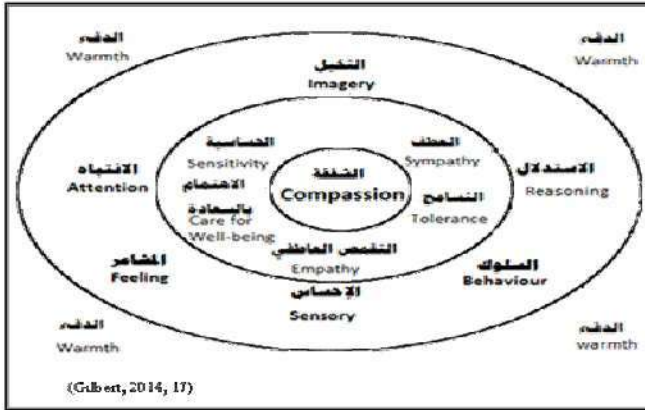 الدفء
Warmth
الدفء
Warmth
التخيل
Imagery
الحساسية
Sensitivity
العطف
Sympathy
الانتباه
Attention
الشفقة
Compassion
الاستدلال
Reasoning
الاهتمام
بالسعادة
Care for
Well-being
التسامح
Tolerance
التقمص العاطفي
Empathy
المشاعر
Feeling
السلوك
Behaviour
الإحساس
Sensory
الدفء
Warmth
الدفء
warmth
(Gilbert, 2014, 17)